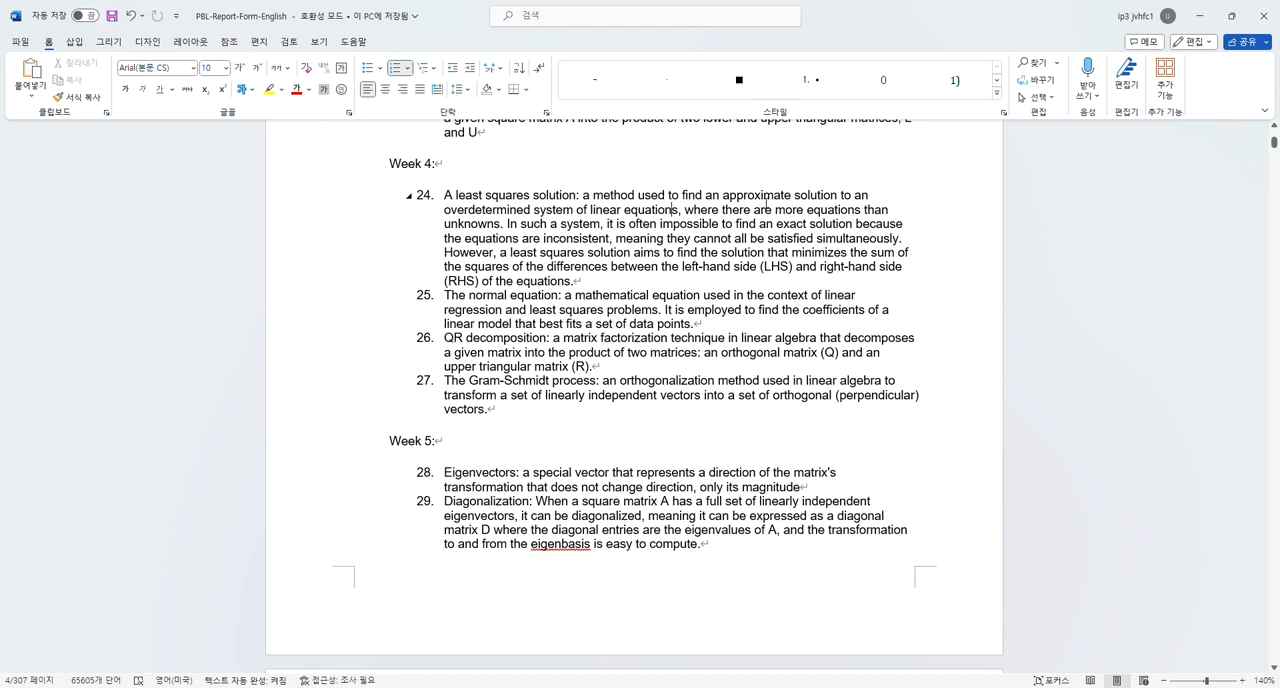 자동 저장 끔 PBL-Report-Form-English - 호환성 모드 • 이 PC에 저장됨 검색 ip3 jvhfc1 IJ
파일 홈 삽입 그리기 디자인 레이아웃 참조 편지 검토 보기 도움말 메모 편집 공유
붙여넣기 잘라내기 복사 서식 복사
Arial(본문 CS) 10
찾기 바꾸기 선택
받아쓰기 편집기 추가 기능
클립보드 글꼴 단락 스타일 편집 음성 편집기 추가 기능
a given square matrix A into the product of two lower and upper triangular matrices, L
and U
Week 4:
24. A least squares solution: a method used to find an approximate solution to an
overdetermined system of linear equations, where there are more equations than
unknowns. In such a system, it is often impossible to find an exact solution because
the equations are inconsistent, meaning they cannot all be satisfied simultaneously.
However, a least squares solution aims to find the solution that minimizes the sum of
the squares of the differences between the left-hand side (LHS) and right-hand side
(RHS) of the equations.
25. The normal equation: a mathematical equation used in the context of linear
regression and least squares problems. It is employed to find the coefficients of a
linear model that best fits a set of data points.
26. QR decomposition: a matrix factorization technique in linear algebra that decomposes
a given matrix into the product of two matrices: an orthogonal matrix (Q) and an
upper triangular matrix (R).
27. The Gram-Schmidt process: an orthogonalization method used in linear algebra to
transform a set of linearly independent vectors into a set of orthogonal (perpendicular)
vectors.
Week 5:
28. Eigenvectors: a special vector that represents a direction of the matrix's
transformation that does not change direction, only its magnitude
29. Diagonalization: When a square matrix A has a full set of linearly independent
eigenvectors, it can be diagonalized, meaning it can be expressed as a diagonal
matrix D where the diagonal entries are the eigenvalues of A, and the transformation
to and from the eigenbasis is easy to compute.
4/307 페이지 65605개 단어 영어(미국) 텍스트 자동 완성: 켜짐 접근성: 조사 필요 포커스 140%